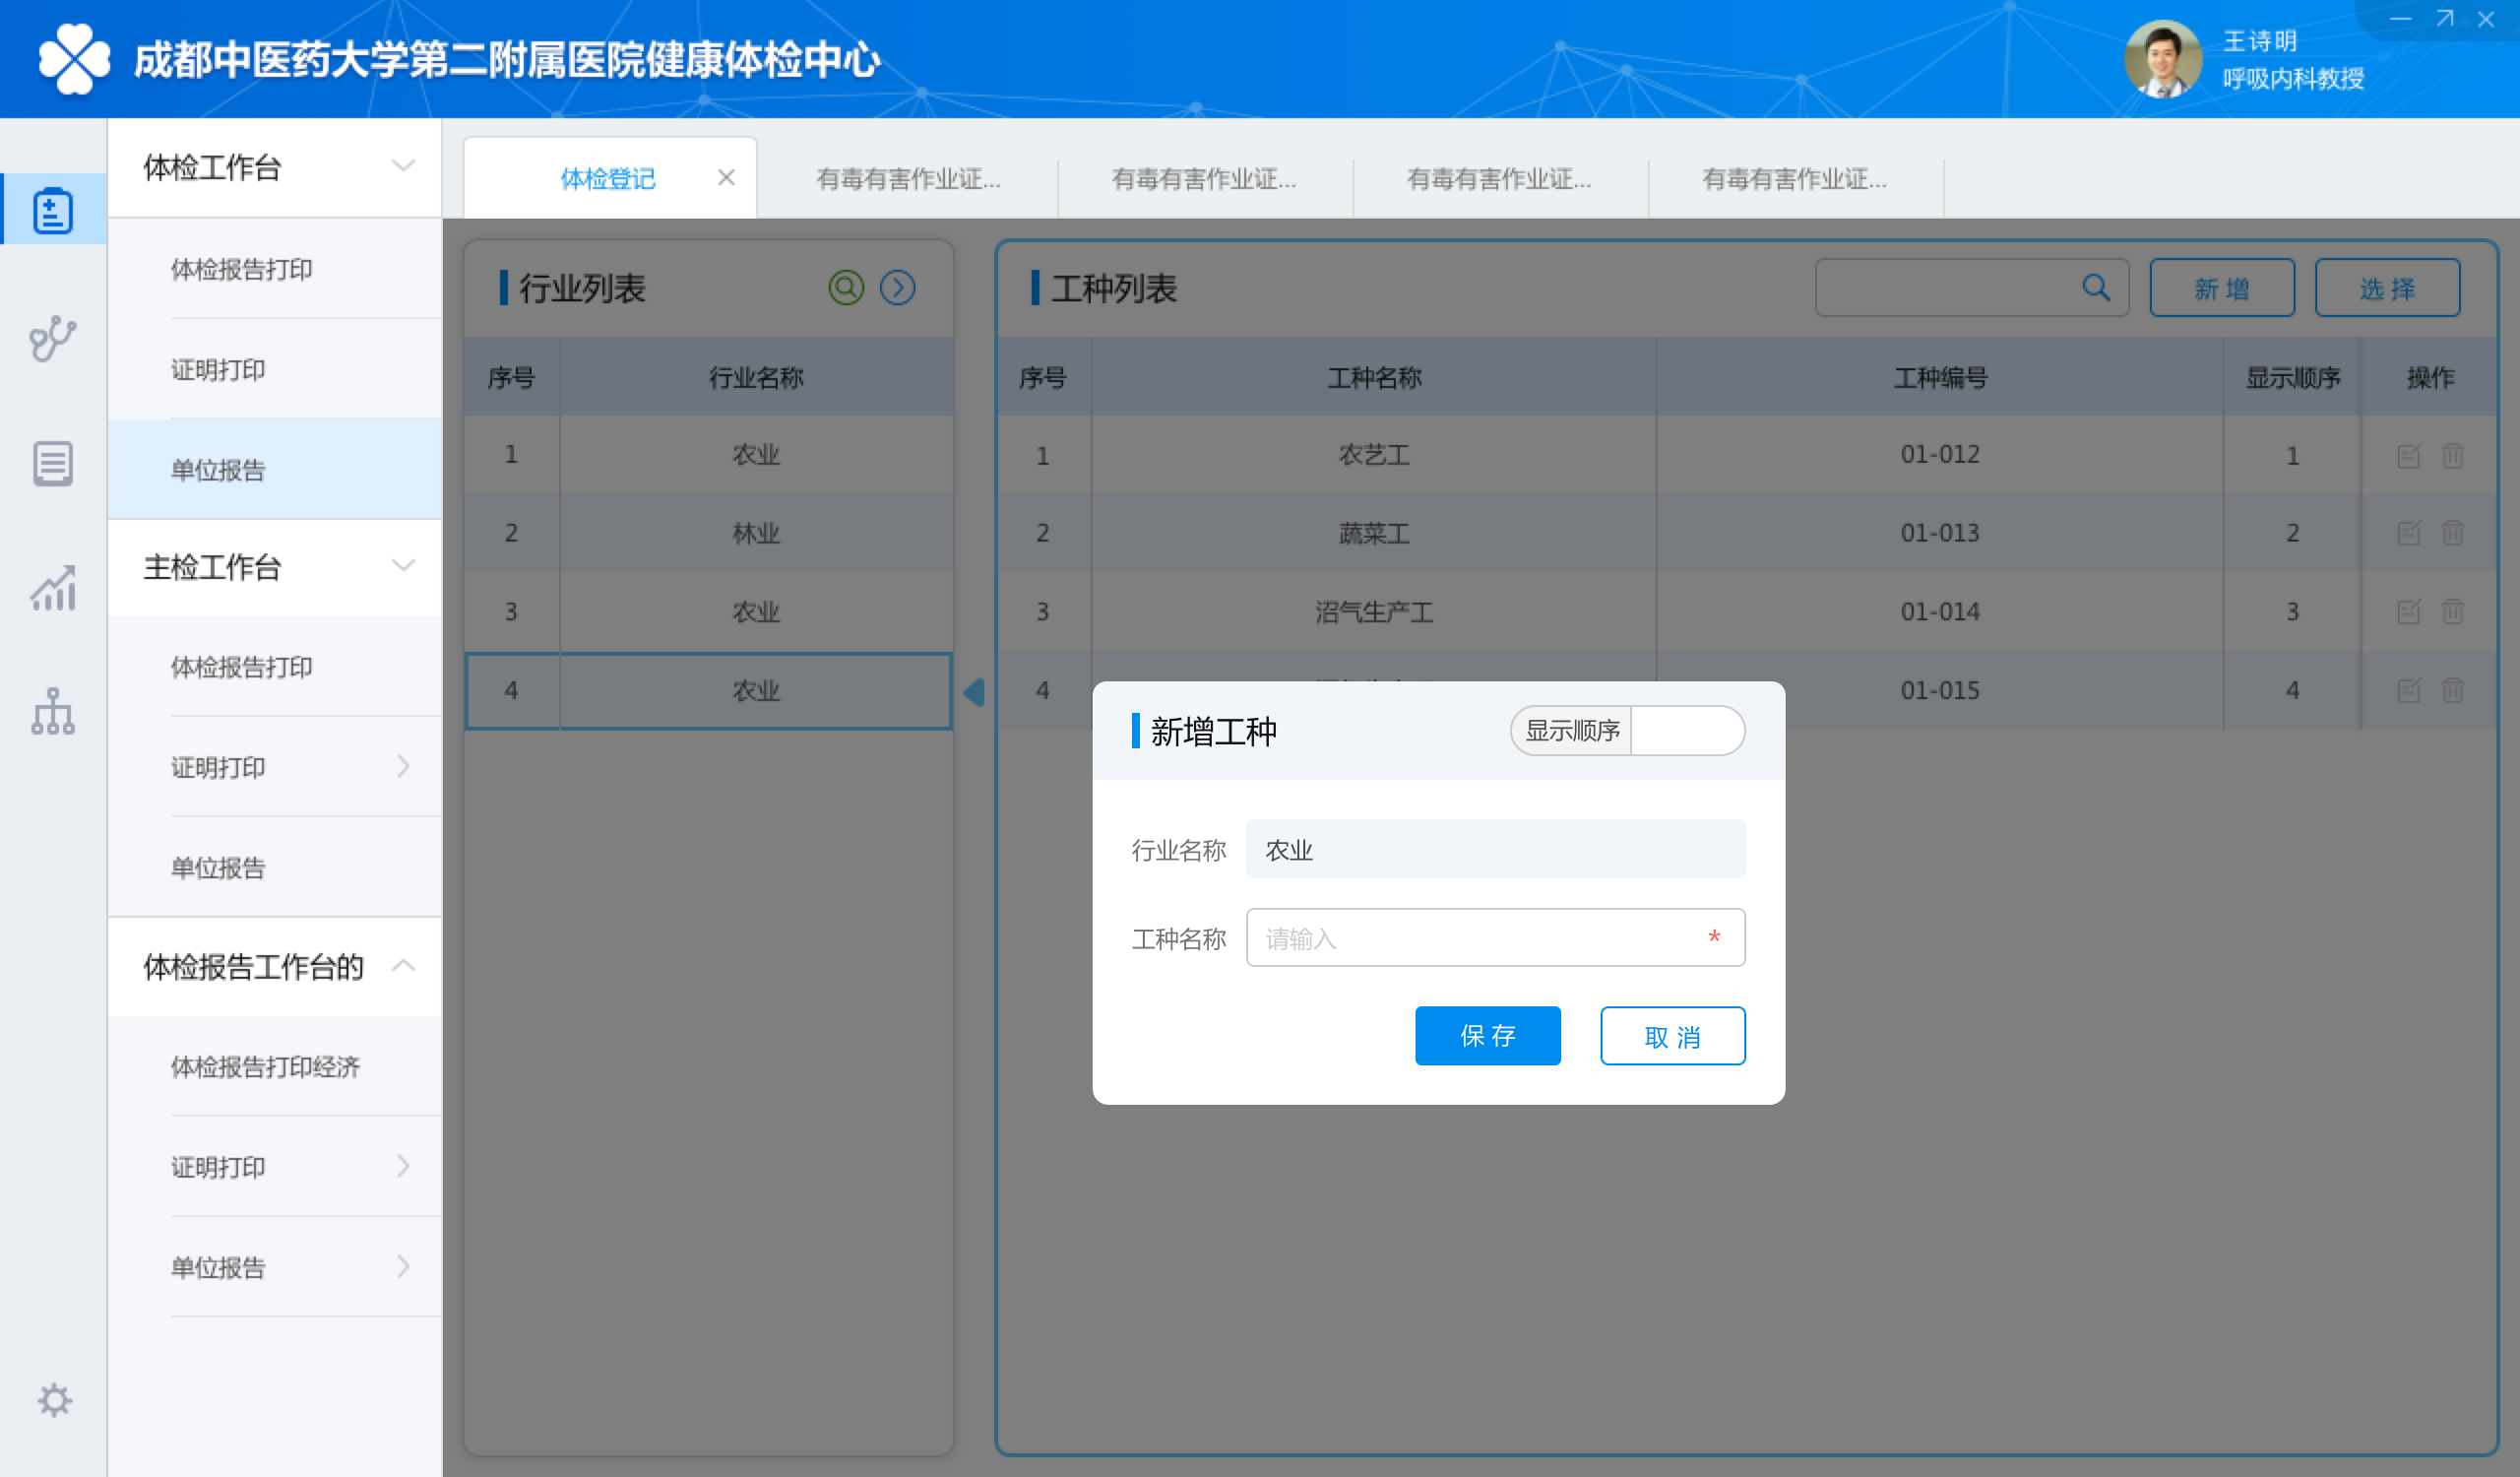 成都中医药大学第二附属医院健康体检中心
王诗明
呼吸内科教授
体检工作台
体检报告打印
证明打印
单位报告
主检工作台
体检报告打印
证明打印
单位报告
体检报告工作台的
体检报告打印经济
证明打印
单位报告
体检登记 有毒有害作业证... 有毒有害作业证... 有毒有害作业证... 有毒有害作业证...
行业列表
序号 行业名称
1 农业
2 林业
3 农业
4 农业
工种列表 新 增 选 择
序号 工种名称 工种编号 显示顺序 操作
1 农艺工 01-012 1
2 蔬菜工 01-013 2
3 沼气生产工 01-014 3
4 01-015 4
新增工种 显示顺序
行业名称 农业
工种名称 请输入 *
保 存 取 消